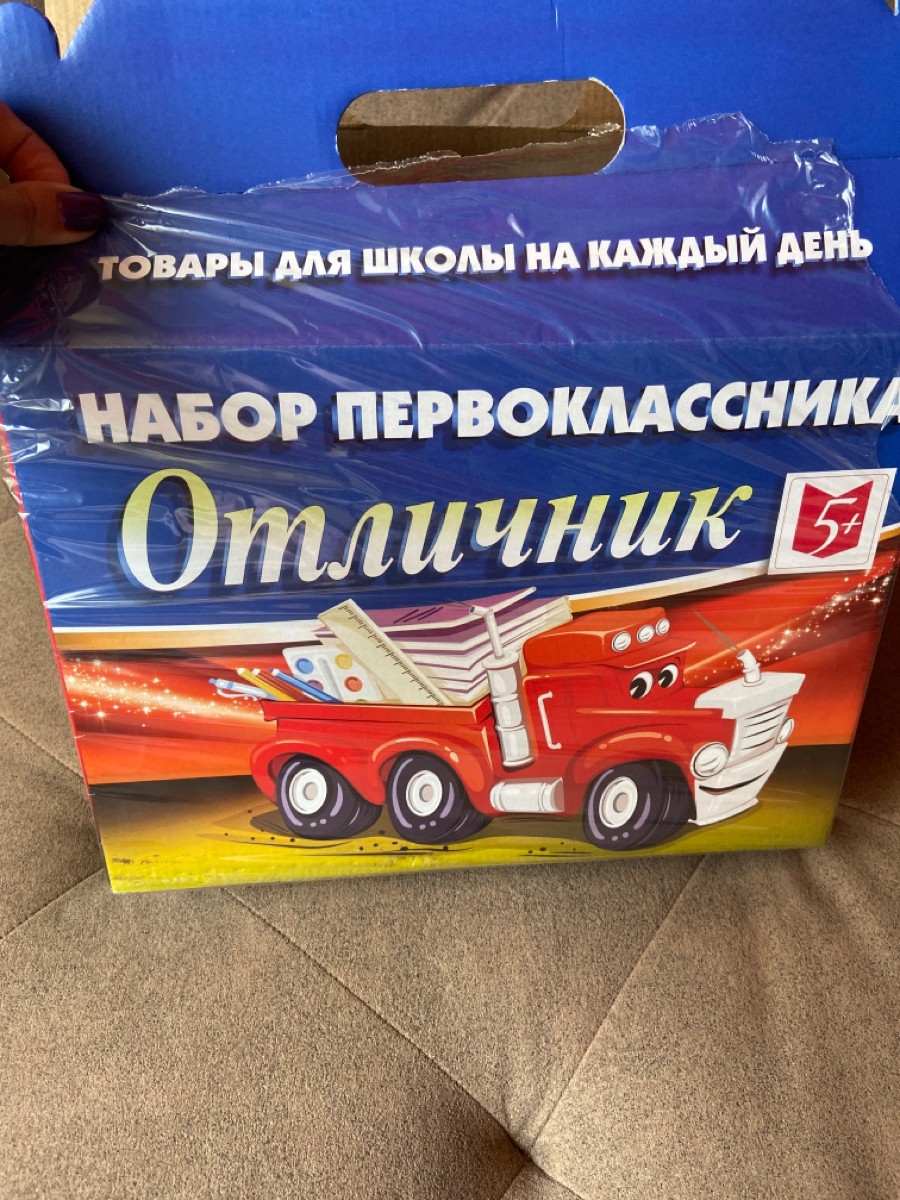 ТОВАРЫ ДЛЯ ШКОЛЫ НА КАЖДЫЙ ДЕНЬ
НАБОР ПЕРВОКЛАССНИКА
Отличник
5+